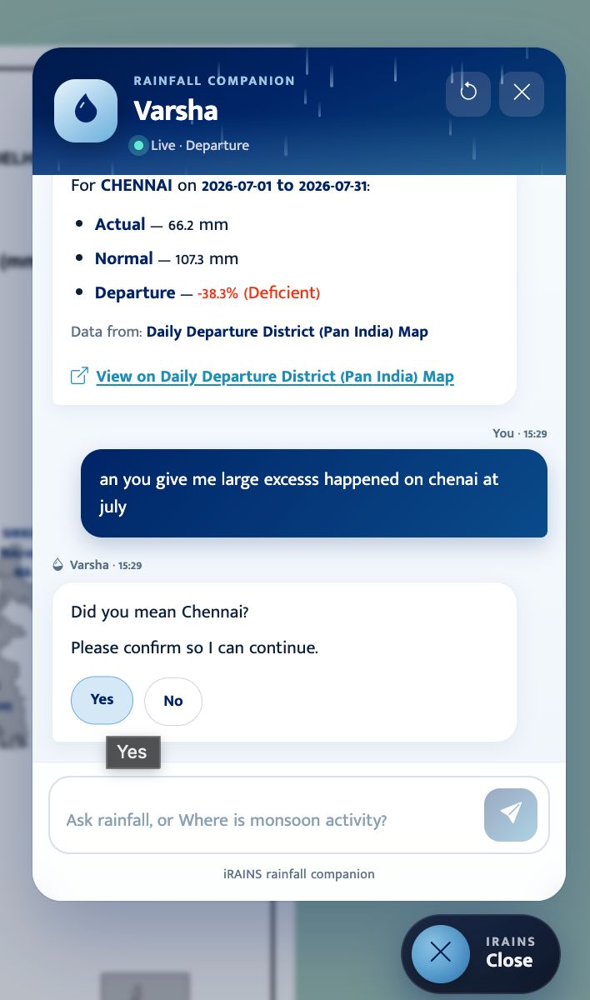 RAINFALL COMPANION
Varsha
Live · Departure
For CHENNAI on 2026-07-01 to 2026-07-31:
• Actual — 66.2 mm
• Normal — 107.3 mm
• Departure — -38.3% (Deficient)
Data from: Daily Departure District (Pan India) Map
View on Daily Departure District (Pan India) Map
You · 15:29
an you give me large excesss happened on chenai at
july
Varsha · 15:29
Did you mean Chennai?
Please confirm so I can continue.
Yes No
Yes
Ask rainfall, or Where is monsoon activity?
iRAINS rainfall companion
IRAINS
Close